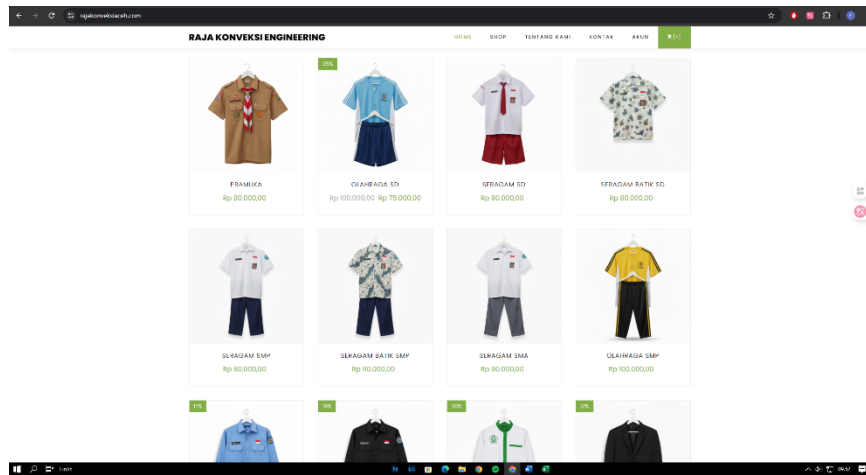 rajakonveksiaceh.com
RAJA KONVEKSI ENGINEERING
HOME SHOP TENTANG KAMI KONTAK AKUN
25%
PRAMUKA OLAHRAGA SD SERAGAM SD SERAGAM BATIK SD
Rp 80.000,00 Rp 100.000,00 Rp 75.000,00 Rp 90.000,00 Rp 80.000,00
SERAGAM SMP SERAGAM BATIK SMP SERAGAM SMA OLAHRAGA SMP
Rp 80.000,00 Rp 90.000,00 Rp 90.000,00 Rp 100.000,00
20%
Links